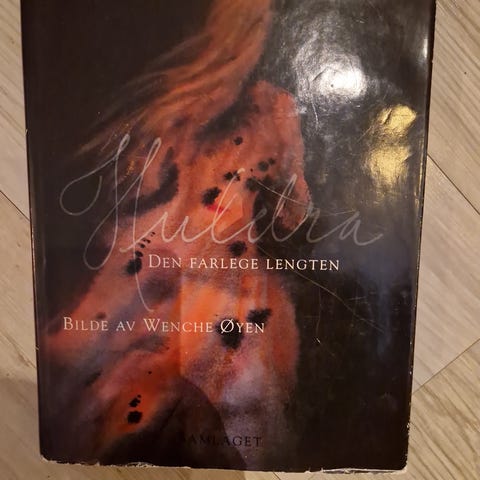 Huldra
DEN FARLEGE LENGTEN
BILDE AV WENCHE ØYEN
SAMLAGET